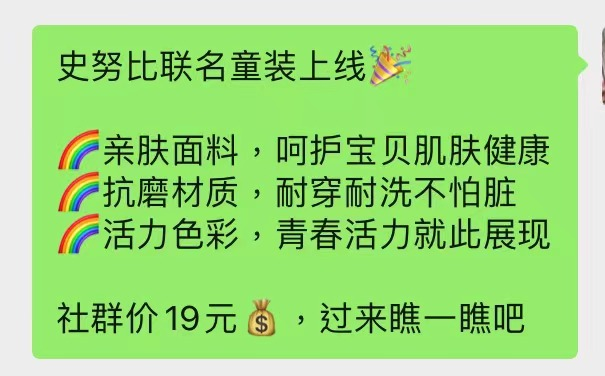 史努比联名童装上线🎉
🌈亲肤面料，呵护宝贝肌肤健康
🌈抗磨材质，耐穿耐洗不怕脏
🌈活力色彩，青春活力就此展现
社群价19元💰，过来瞧一瞧吧